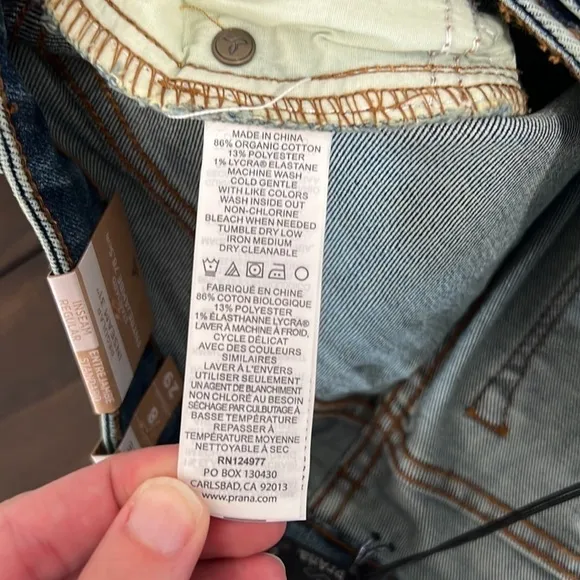 MADE IN CHINA
86% ORGANIC COTTON
13% POLYESTER
1% LYCRA® ELASTANE
MACHINE WASH
COLD GENTLE
WITH LIKE COLORS
WASH INSIDE OUT
NON-CHLORINE
BLEACH WHEN NEEDED
TUMBLE DRY LOW
IRON MEDIUM
DRY CLEANABLE
FABRIQUÉ EN CHINE
86% COTON BIOLOGIQUE
13% POLYESTER
1% ÉLASTHANNE LYCRA®
LAVER À MACHINE À FROID,
CYCLE DÉLICAT
AVEC DES COULEURS
SIMILAIRES
LAVER À L'ENVERS
UTILISER SEULEMENT
UN AGENT DE BLANCHIMENT
NON CHLORÉ AU BESOIN
SÉCHAGE PAR CULBUTAGE À
BASSE TEMPÉRATURE
REPASSER À
TEMPÉRATURE MOYENNE
NETTOYABLE À SEC
RN124977
PO BOX 130430
CARLSBAD, CA 92013
www.prana.com
INSEAM
REGULAR